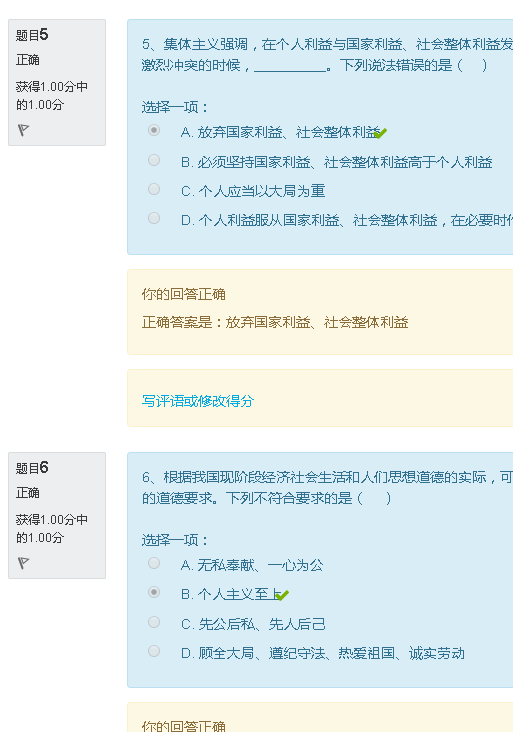 题目5
正确
获得1.00分中
的1.00分
5、集体主义强调，在个人利益与国家利益、社会整体利益发
激烈冲突的时候，_________。下列说法错误的是（ ）
选择一项：
A. 放弃国家利益、社会整体利益
B. 必须坚持国家利益、社会整体利益高于个人利益
C. 个人应当以大局为重
D. 个人利益服从国家利益、社会整体利益，在必要时
你的回答正确
正确答案是：放弃国家利益、社会整体利益
写评语或修改得分
题目6
正确
获得1.00分中
的1.00分
6、根据我国现阶段经济社会生活和人们思想道德的实际，可
的道德要求。下列不符合要求的是（ ）
选择一项：
A. 无私奉献、一心为公
B. 个人主义至上
C. 先公后私、先人后己
D. 顾全大局、遵纪守法、热爱祖国、诚实劳动
你的回答正确